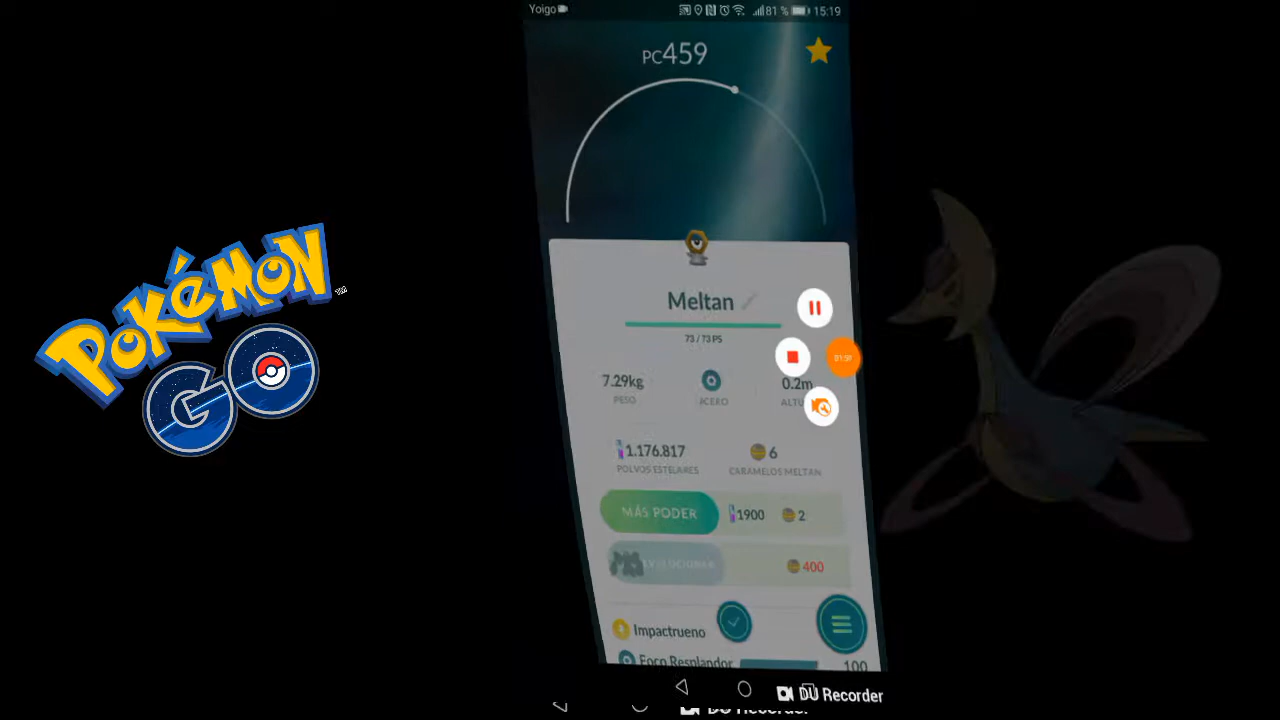 Yoigo
81 % 15:19
PC459
POKÉMON
GO
Meltan
73 / 73 PS
7.29kg
0.2m
PESO
ACERO
1.176.817
6
POLVOS ESTELARES
CARAMELOS MELTAN
MÁS PODER
1900
2
400
Impactrueno
Foco Resplandor
100
DU Recorder